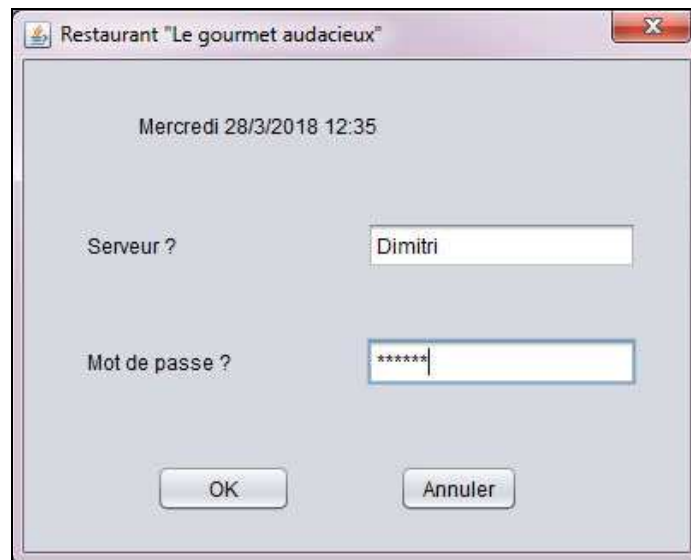 Restaurant "Le gourmet audacieux"
Mercredi 28/3/2018 12:35
Serveur ? Dimitri
Mot de passe ? ******
OK Annuler